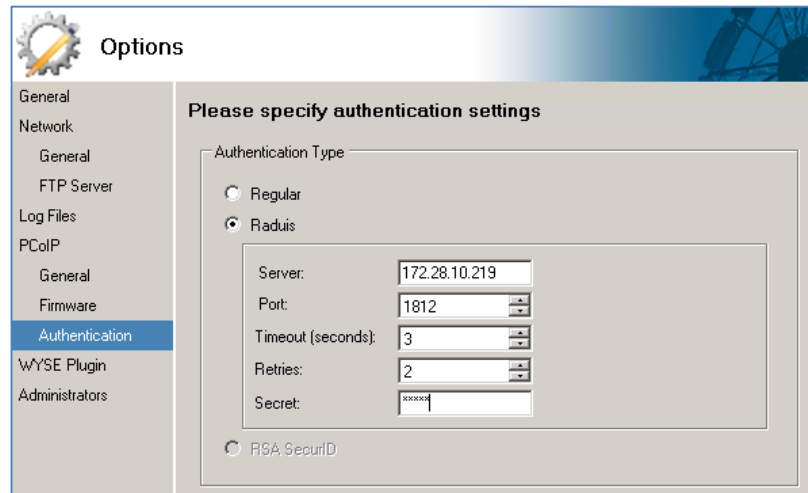 Options
General
Network
General
FTP Server
Log Files
PCoIP
General
Firmware
Authentication
WYSE Plugin
Administrators
Please specify authentication settings
Authentication Type
Regular
Raduis
Server: 172.28.10.219
Port: 1812
Timeout (seconds): 3
Retries: 2
Secret: *****
RSA SecurID